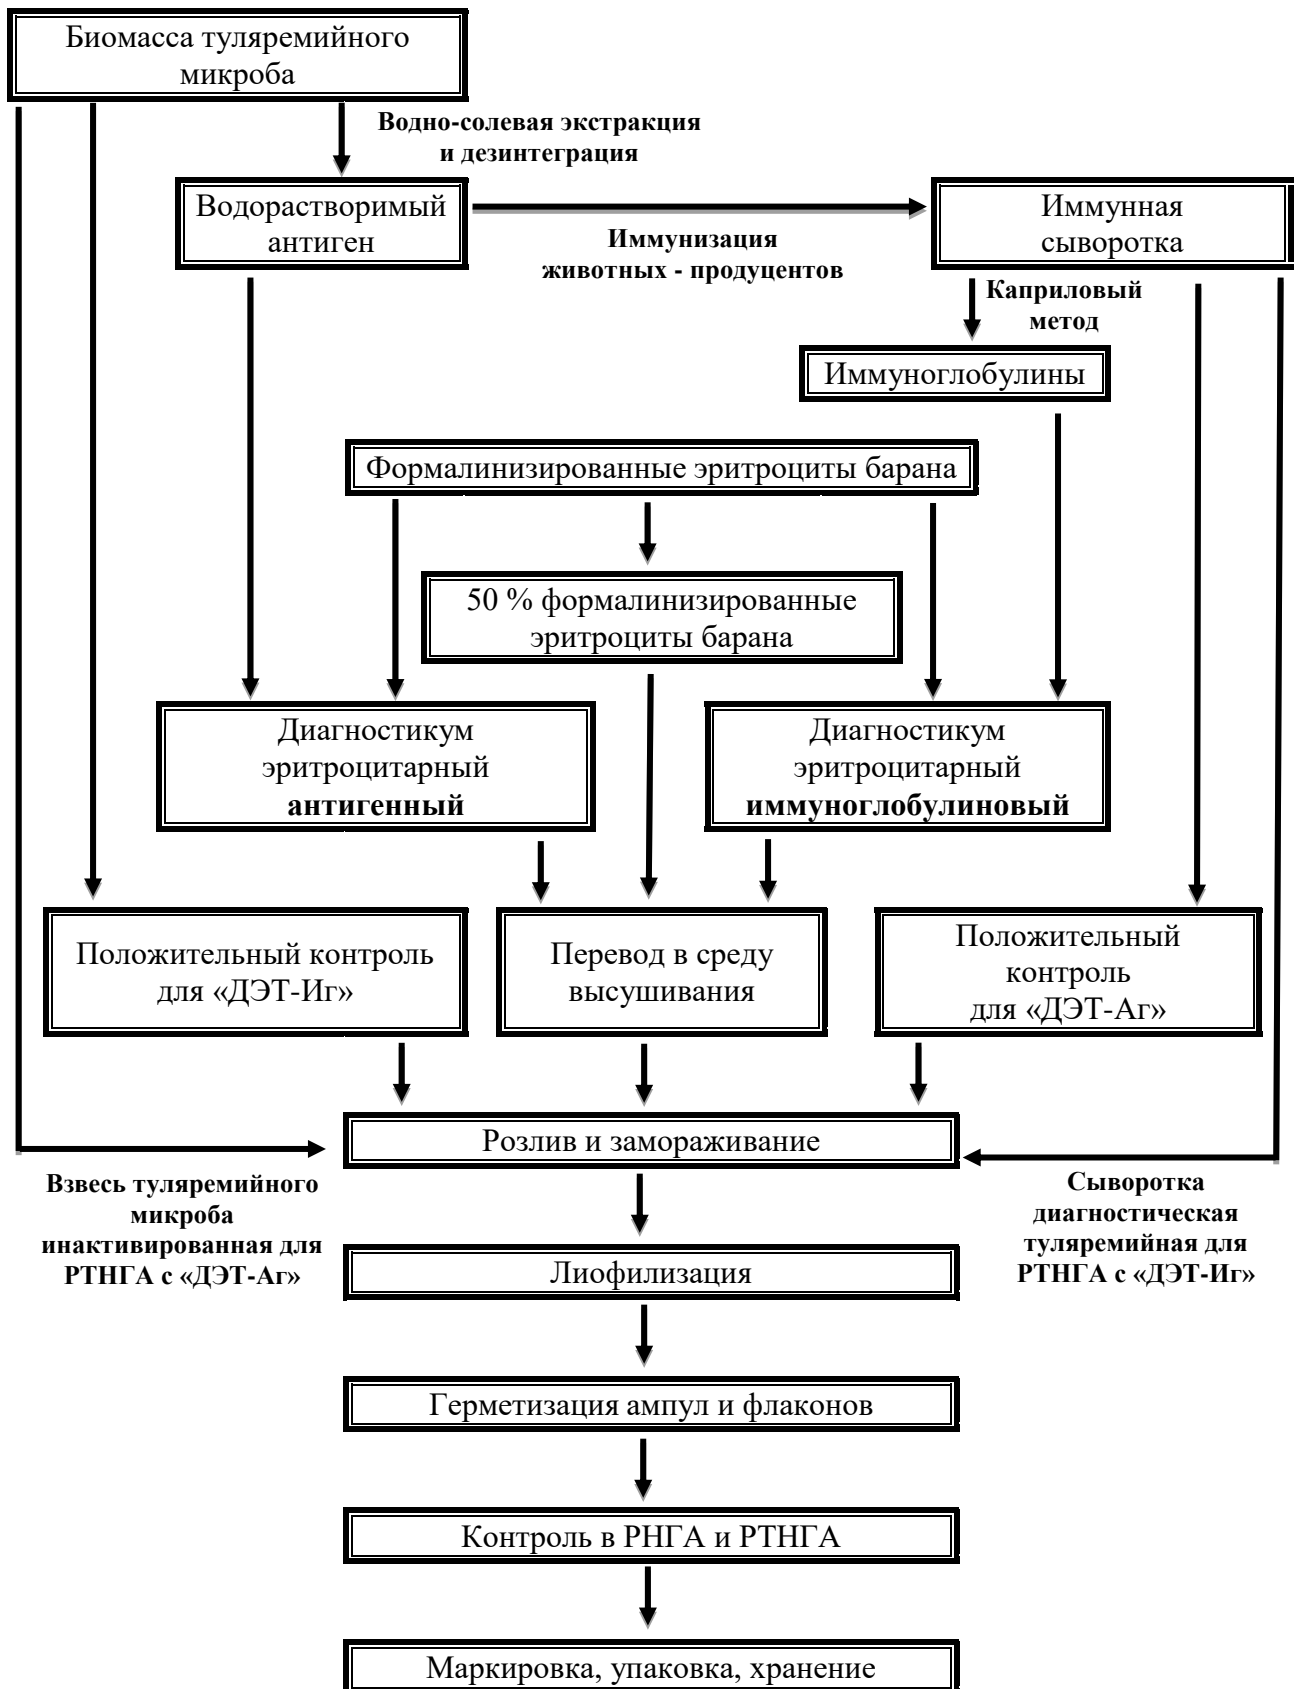 Биомасса туляремийного
микроба
Водно-солевая экстракция
и дезинтеграция
Водорастворимый
антиген
Иммунизация
животных - продуцентов
Иммунная
сыворотка
Каприловый
метод
Иммуноглобулины
Формалинизированные эритроциты барана
50 % формалинизированные
эритроциты барана
Диагностикум
эритроцитарный
антигенный
Диагностикум
эритроцитарный
иммуноглобулиновый
Положительный контроль
для «ДЭТ-Иг»
Перевод в среду
высушивания
Положительный
контроль
для «ДЭТ-Аг»
Розлив и замораживание
Взвесь туляремийного
микроба
инактивированная для
РТНГА с «ДЭТ-Аг»
Сыворотка
диагностическая
туляремийная для
РТНГА с «ДЭТ-Иг»
Лиофилизация
Герметизация ампул и флаконов
Контроль в РНГА и РТНГА
Маркировка, упаковка, хранение